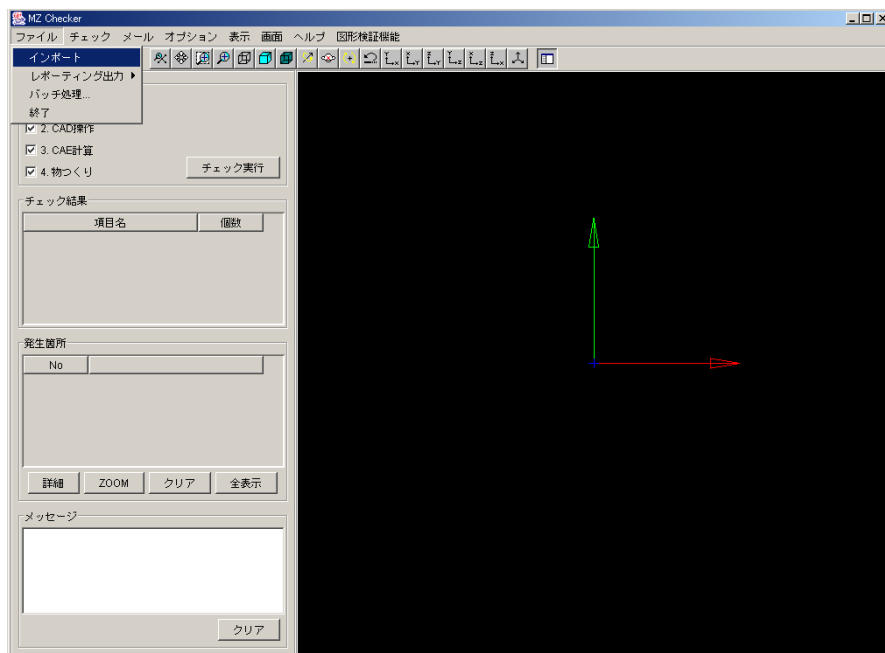 MZ Checker
ファイル チェック メール オプション 表示 画面 ヘルプ 図形検証機能
インポート
レポーティング出力
バッチ処理...
終了
2. CAD操作
3. CAE計算
4. 物つくり
チェック実行
チェック結果
項目名 個数
発生箇所
No
詳細 ZOOM クリア 全表示
メッセージ
クリア